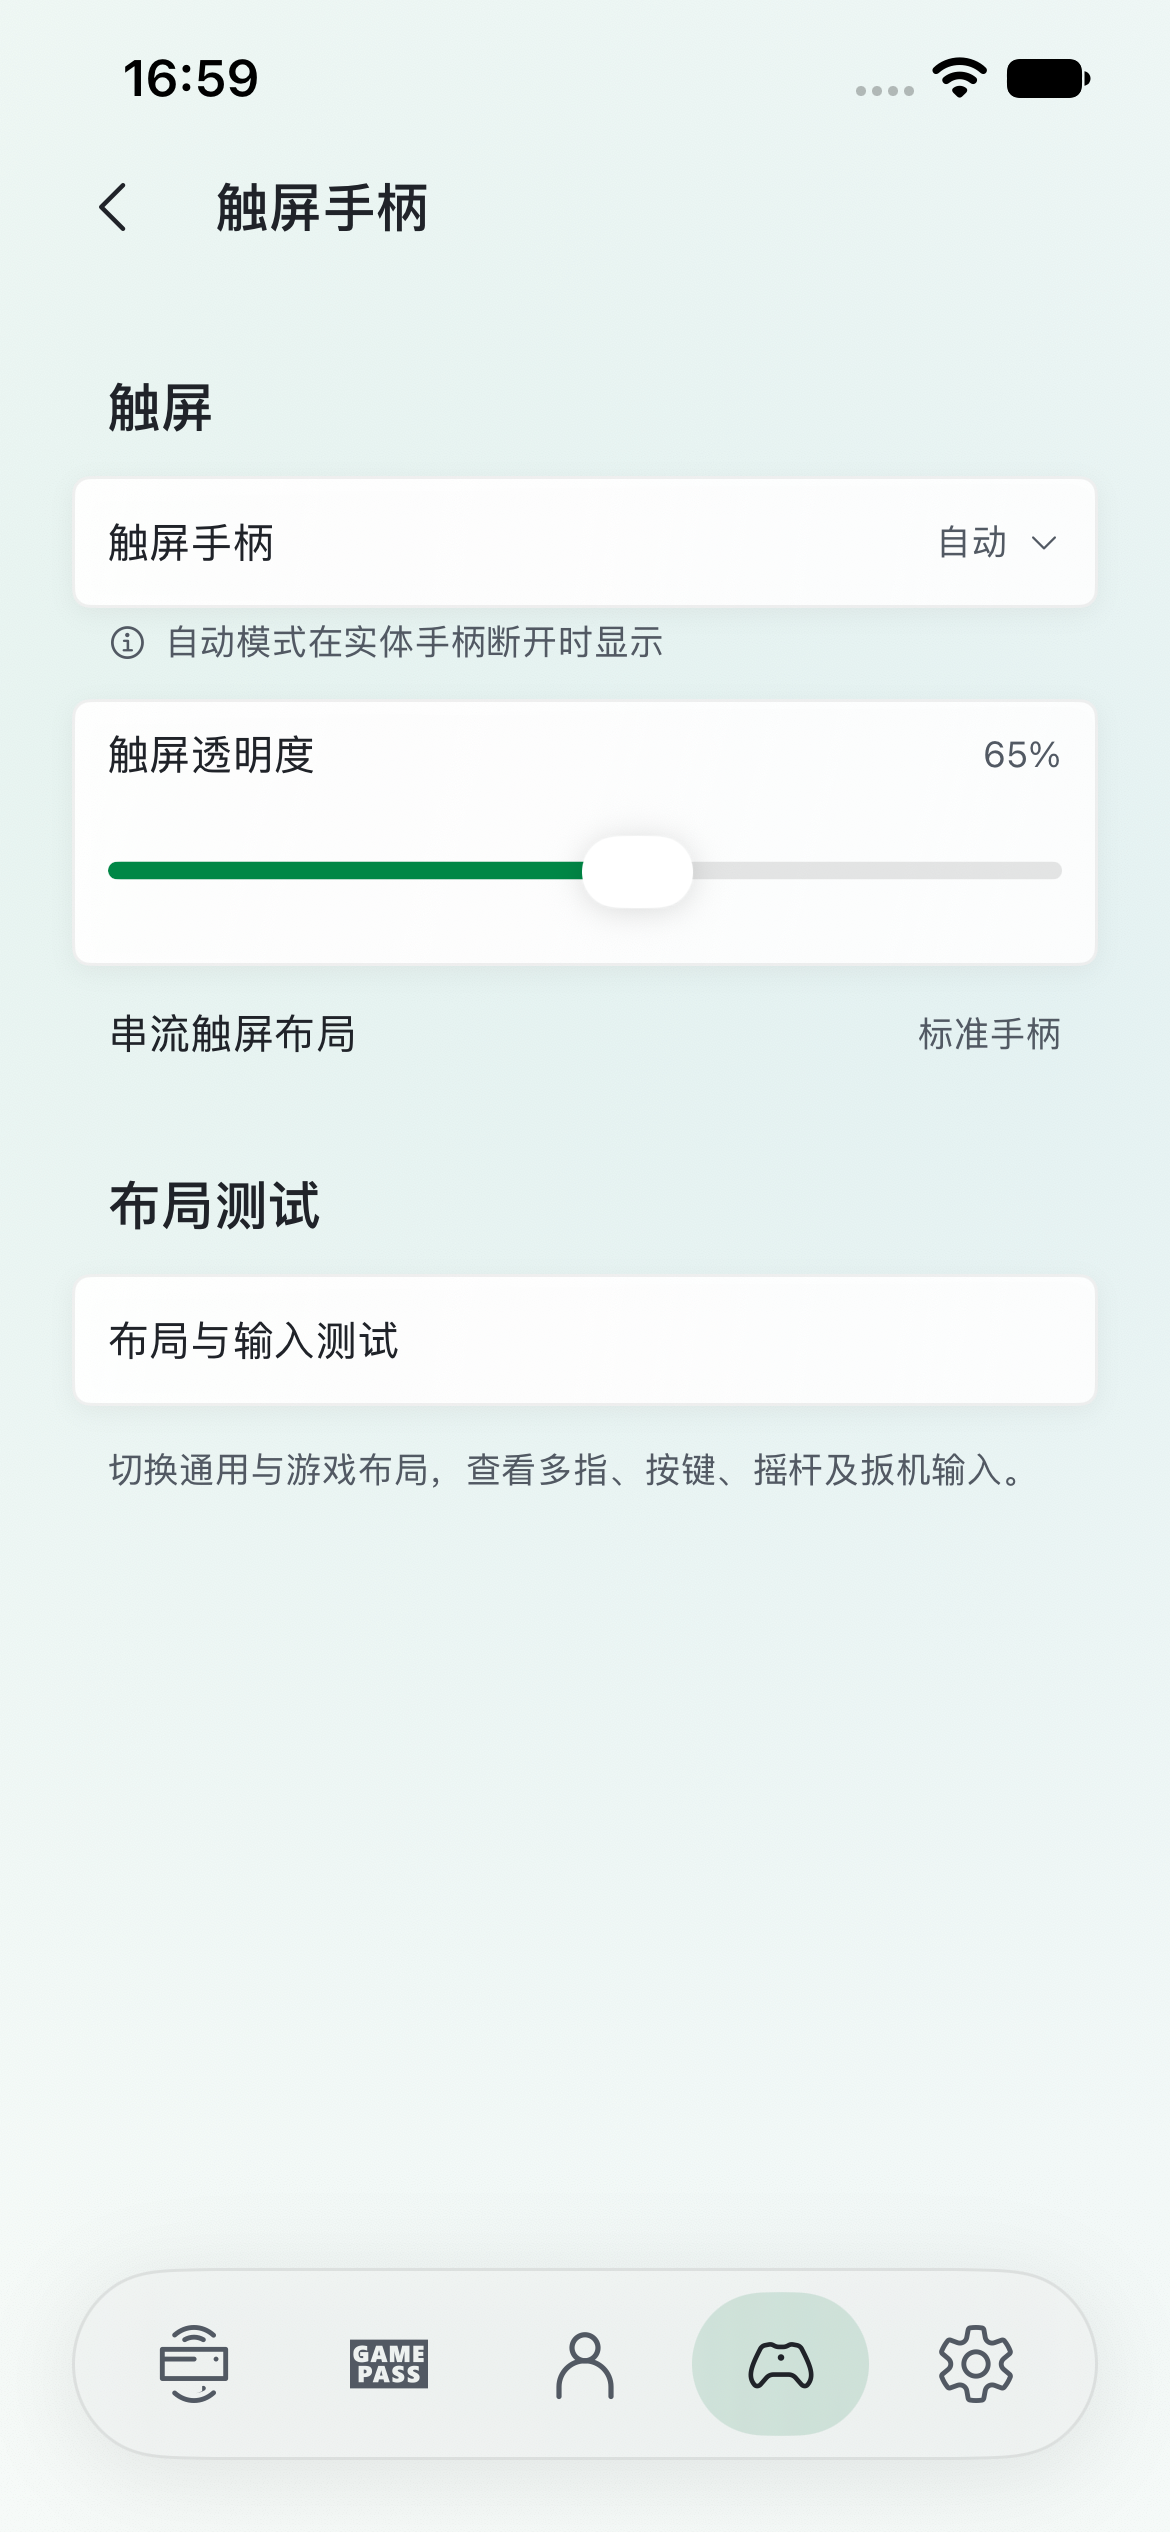 16:59
触屏手柄
触屏
触屏手柄 自动
自动模式在实体手柄断开时显示
触屏透明度 65%
串流触屏布局 标准手柄
布局测试
布局与输入测试
切换通用与游戏布局，查看多指、按键、摇杆及扳机输入。
GAME
PASS